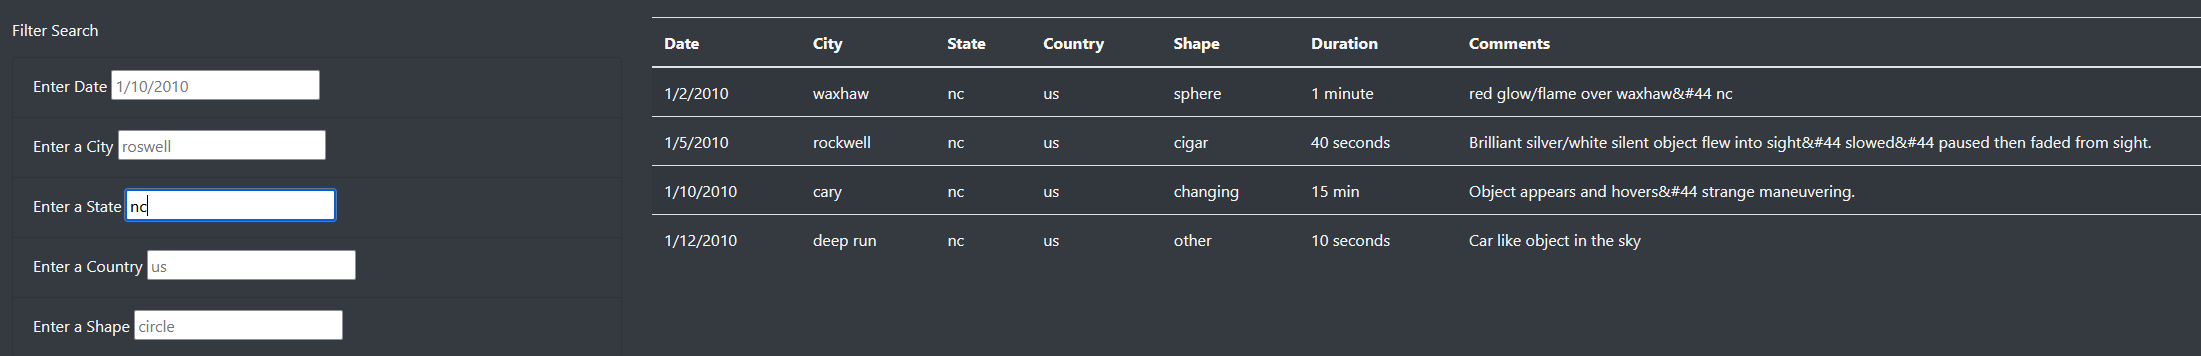 Filter Search
Enter Date 1/10/2010
Enter a City roswell
Enter a State nc
Enter a Country us
Enter a Shape circle
Date City State Country Shape Duration Comments
1/2/2010 waxhaw nc us sphere 1 minute red glow/flame over waxhaw&#44 nc
1/5/2010 rockwell nc us cigar 40 seconds Brilliant silver/white silent object flew into sight&#44 slowed&#44 paused then faded from sight.
1/10/2010 cary nc us changing 15 min Object appears and hovers&#44 strange maneuvering.
1/12/2010 deep run nc us other 10 seconds Car like object in the sky